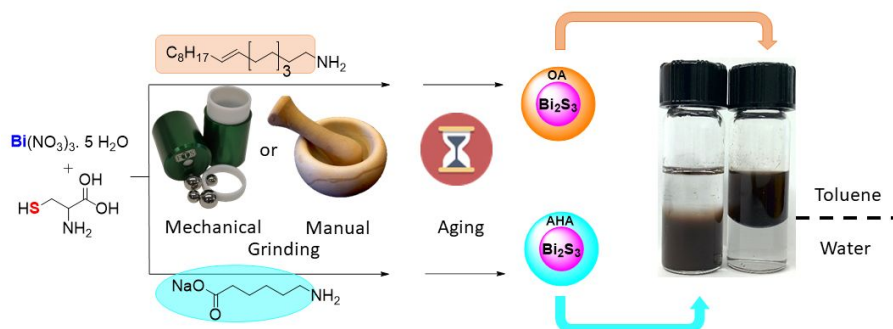 C₈H₁₇
NH₂
3
Bi(NO₃)₃. 5 H₂O
+
HS
OH
OH
O
NH₂
or
Mechanical
Manual
Grinding
Aging
OA
Bi₂S₃
AHA
Bi₂S₃
Toluene
Water
NaO
O
NH₂